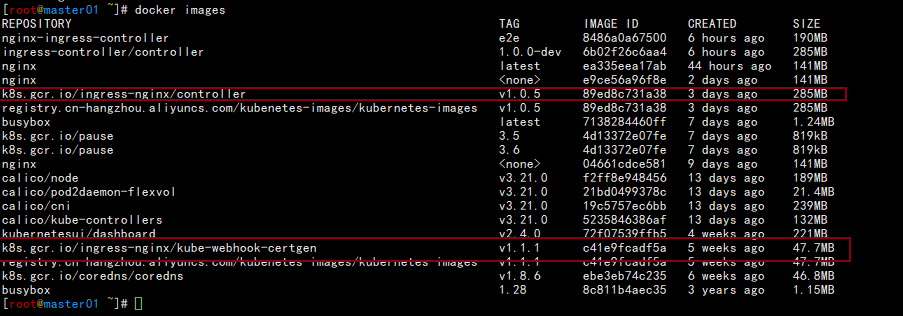 [root@master01 ~]# docker images
REPOSITORY TAG IMAGE ID CREATED SIZE
nginx-ingress-controller e2e 8486a0a67500 6 hours ago 190MB
ingress-controller/controller 1.0.0-dev 6b02f26c6aa4 6 hours ago 285MB
nginx latest ea335eea17ab 44 hours ago 141MB
nginx <none> e9ce56a96f8e 2 days ago 141MB
k8s.gcr.io/ingress-nginx/controller v1.0.5 89ed8c731a38 3 days ago 285MB
registry.cn-hangzhou.aliyuncs.com/kubenetes-images/kubernetes-images v1.0.5 89ed8c731a38 3 days ago 285MB
busybox latest 7138284460ff 7 days ago 1.24MB
k8s.gcr.io/pause 3.5 4d13372e07fe 7 days ago 819kB
k8s.gcr.io/pause 3.6 4d13372e07fe 7 days ago 819kB
nginx <none> 04661cdce581 9 days ago 141MB
calico/node v3.21.0 f2ff8e948456 13 days ago 189MB
calico/pod2daemon-flexvol v3.21.0 21bd0499378c 13 days ago 21.4MB
calico/cni v3.21.0 19c5757ec6bb 13 days ago 239MB
calico/kube-controllers v3.21.0 5235846386af 13 days ago 132MB
kubernetesui/dashboard v2.4.0 72f07539ffb5 4 weeks ago 221MB
k8s.gcr.io/ingress-nginx/kube-webhook-certgen v1.1.1 c41e9fcadf5a 5 weeks ago 47.7MB
registry.cn-hangzhou.aliyuncs.com/kubenetes-images/kubernetes-images v1.1.1 c41e9fcadf5a 5 weeks ago 47.7MB
k8s.gcr.io/coredns/coredns v1.8.6 ebe3eb74c235 6 weeks ago 46.8MB
busybox 1.28 8c811b4aec35 3 years ago 1.15MB
[root@master01 ~]#